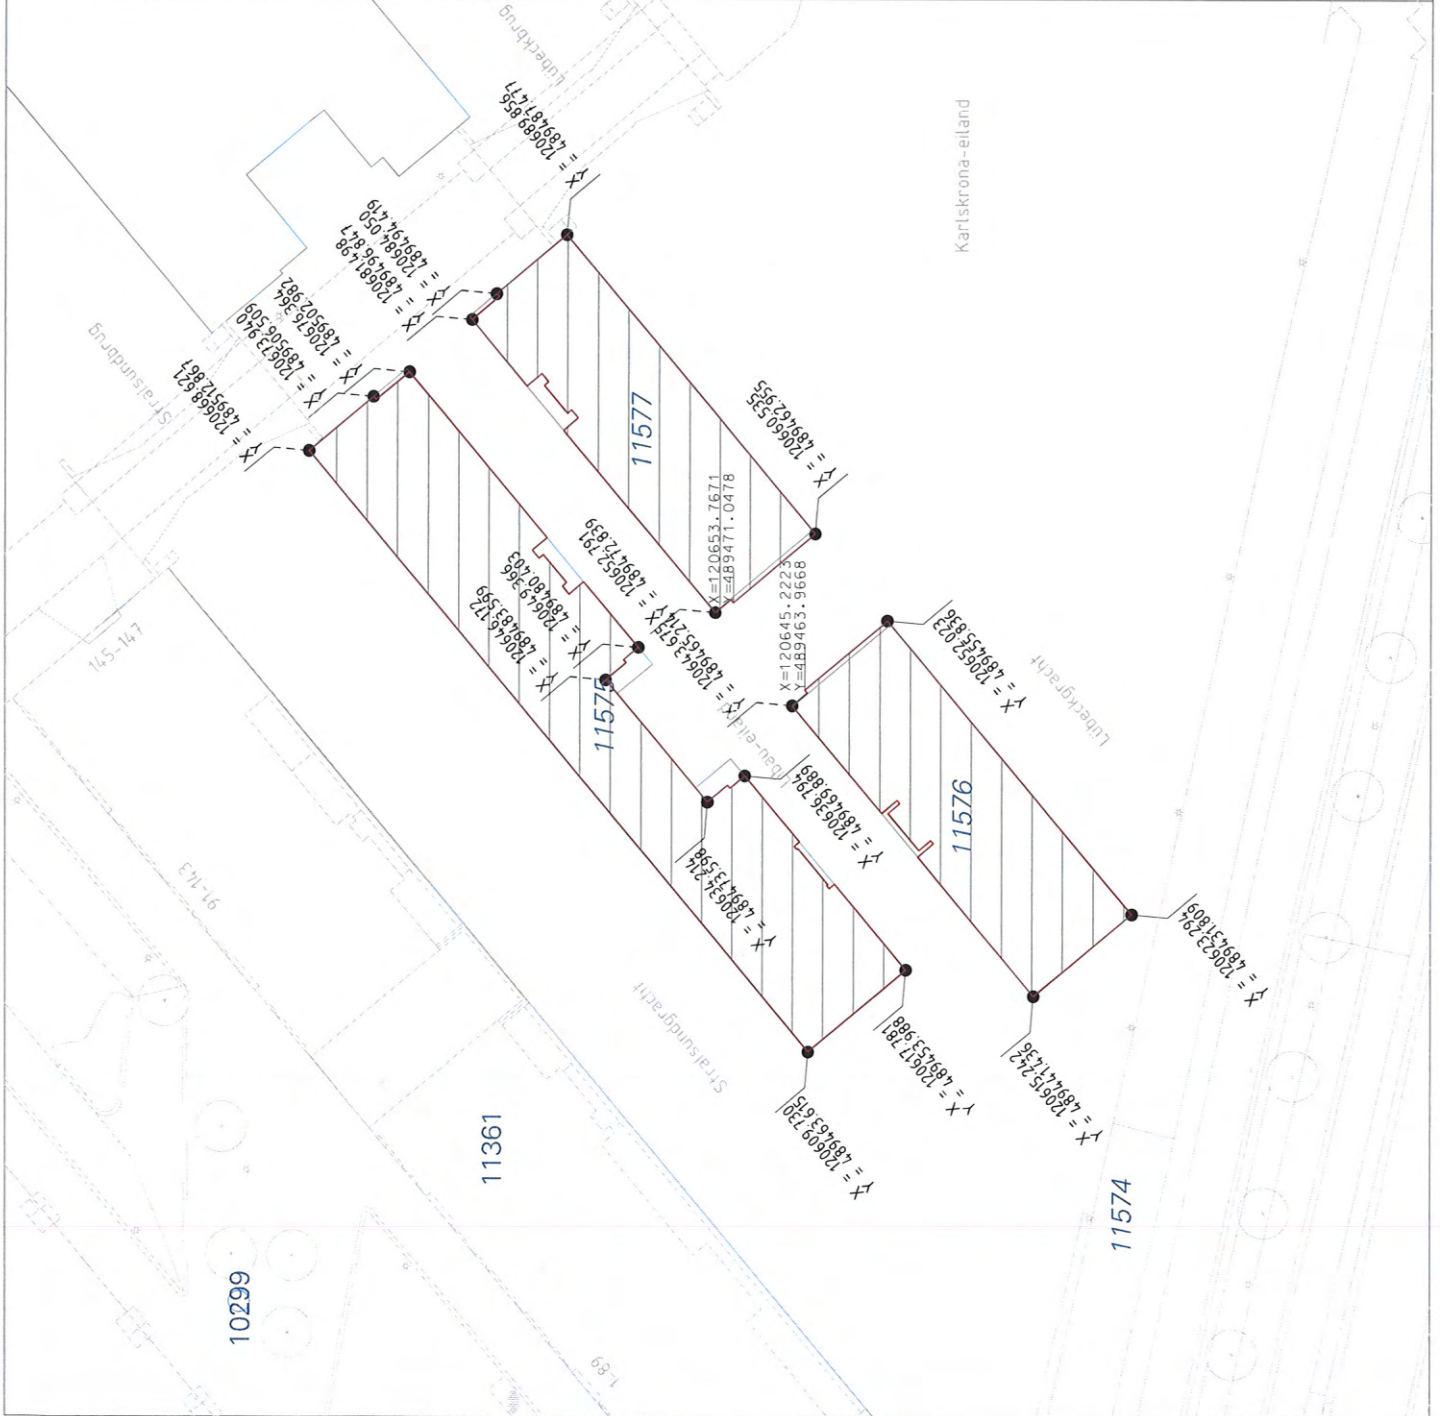 Lübeckbrug
X = 120689.856
Y = 489487.477
Karlskrona-eiland
X = 120684.050
Y = 489494.419
X = 120681.498
Y = 489496.847
X = 120676.364
Y = 489502.982
X = 120673.940
Y = 489506.509
Stralsundbrug
X = 120668.621
Y = 489512.867
11577
X = 120660.535
Y = 489462.955
X=120653.7671
Y=489471.0478
X = 120652.791
Y = 489472.839
X = 120649.366
Y = 489480.403
X = 120646.172
Y = 489483.599
X=120645.2223
Y=489463.9668
X = 120643.675
Y = 489465.214
145-147
11575
X = 120652.023
Y = 489455.836
Lübeckgracht
Libau-eiland
X = 120636.794
Y = 489469.889
11576
X = 120634.214
Y = 489473.598
91-143
Stralsundgracht
X = 120623.294
Y = 489431.809
X = 120617.781
Y = 489453.988
X = 120615.242
Y = 489441.436
X = 120609.730
Y = 489463.615
11361
11574
10299
1-89